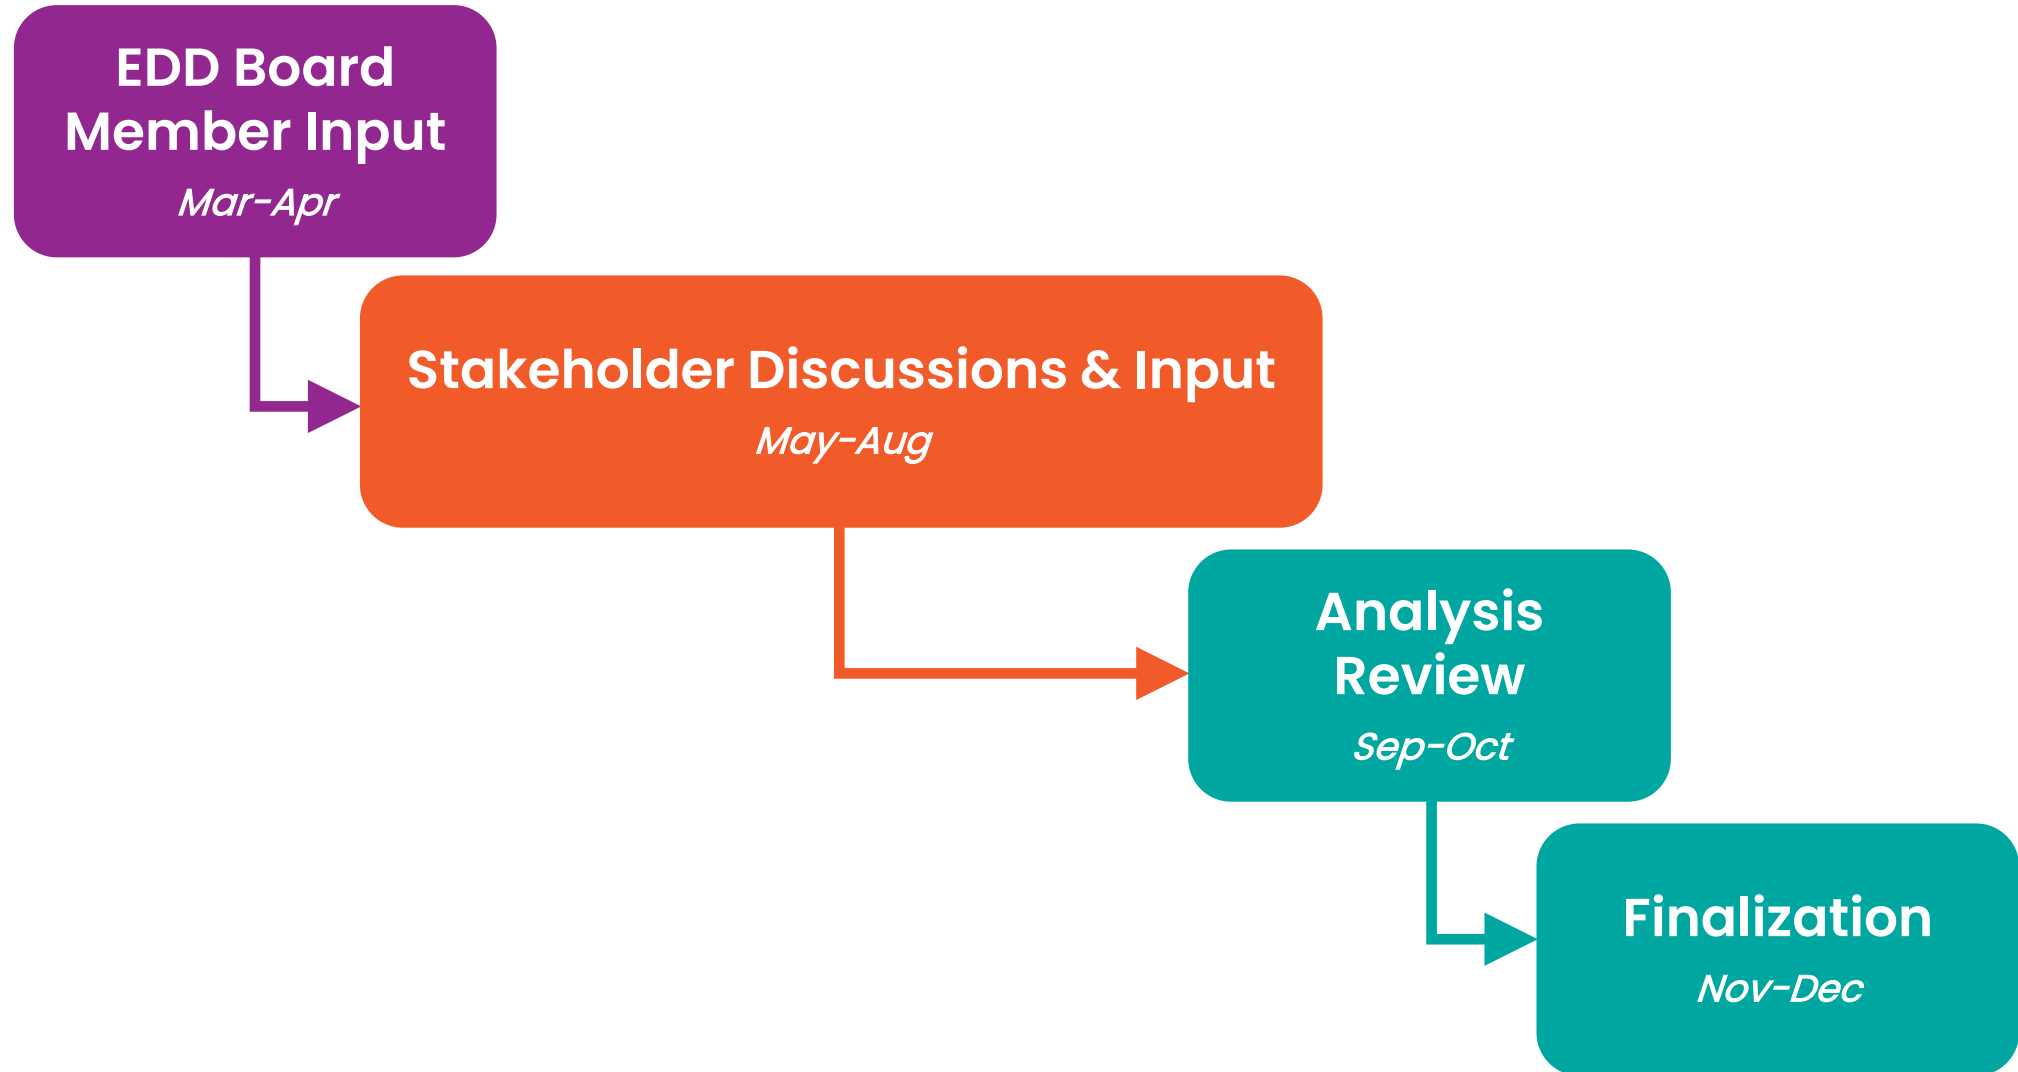 EDD Board
Member Input
Mar-Apr
Stakeholder Discussions & Input
May-Aug
Analysis
Review
Sep-Oct
Finalization
Nov-Dec